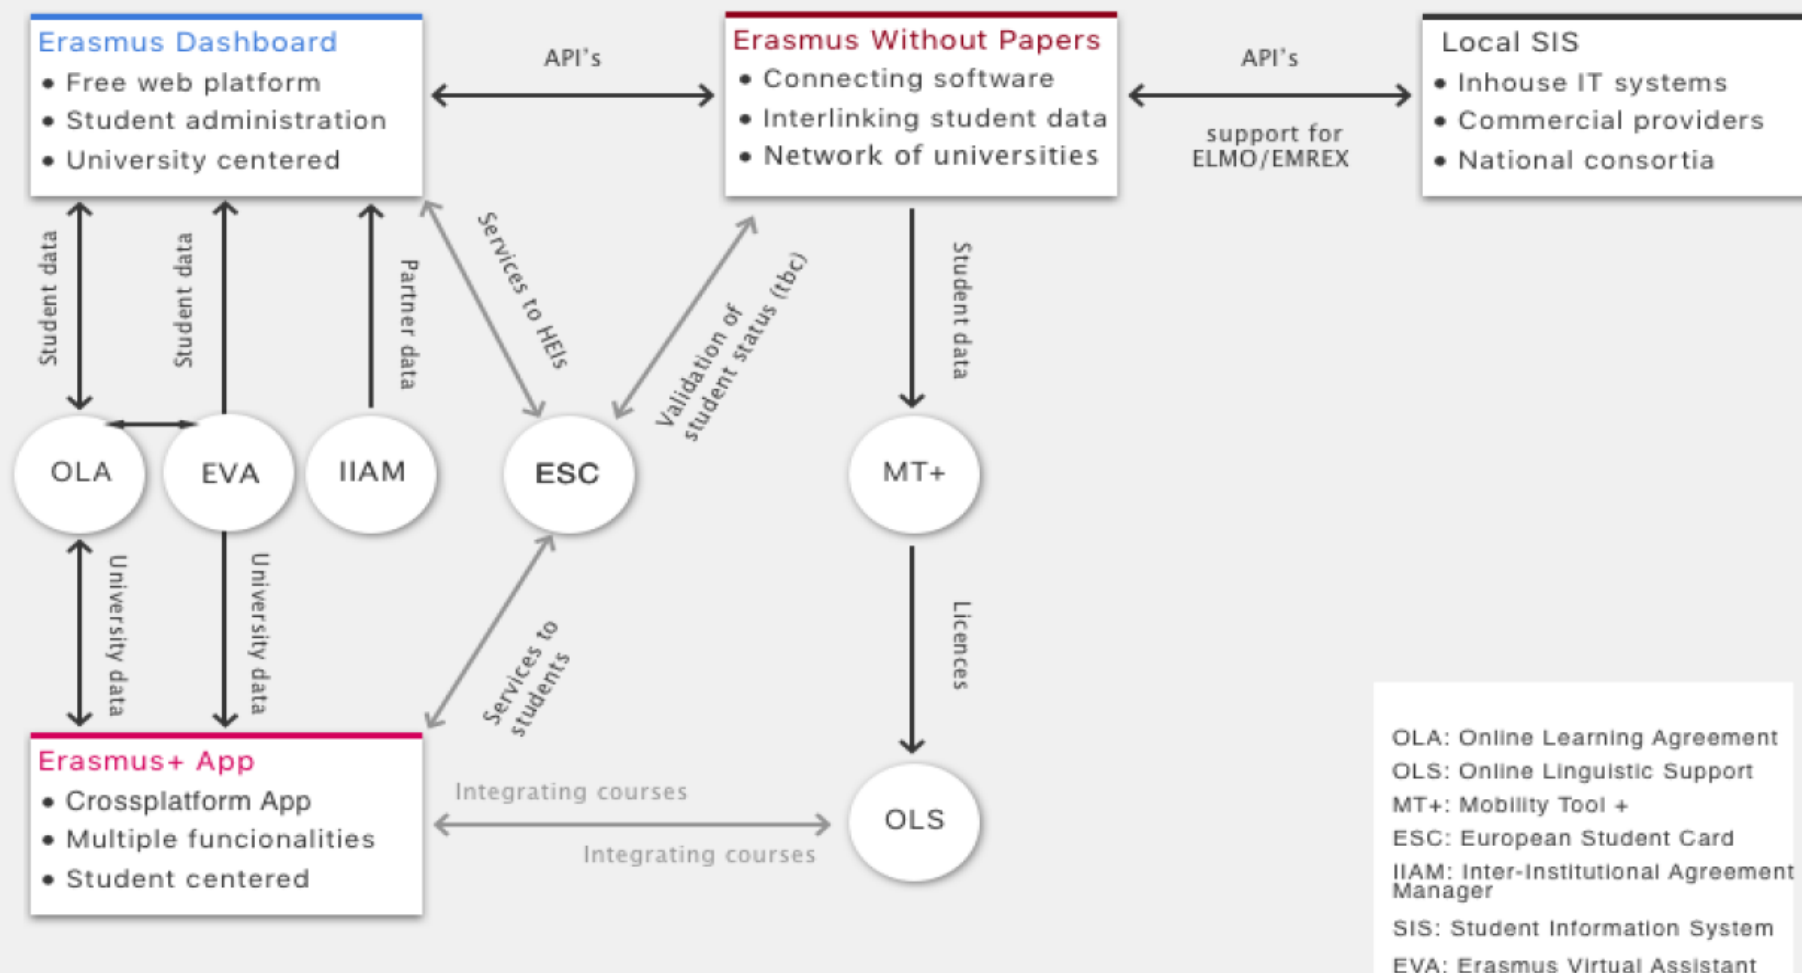 Erasmus Dashboard
• Free web platform
• Student administration
• University centered
API's
Erasmus Without Papers
• Connecting software
• Interlinking student data
• Network of universities
API's
support for
ELMO/EMREX
Local SIS
• Inhouse IT systems
• Commercial providers
• National consortia
Student data
Student data
Partner data
Services to HEIs
Validation of
student status (tbc)
Student data
OLA
EVA
IIAM
ESC
MT+
University data
University data
Services to
students
Licences
Erasmus+ App
• Crossplatform App
• Multiple funcionalities
• Student centered
Integrating courses
Integrating courses
OLS
OLA: Online Learning Agreement
OLS: Online Linguistic Support
MT+: Mobility Tool +
ESC: European Student Card
IIAM: Inter-Institutional Agreement
Manager
SIS: Student Information System
EVA: Erasmus Virtual Assistant